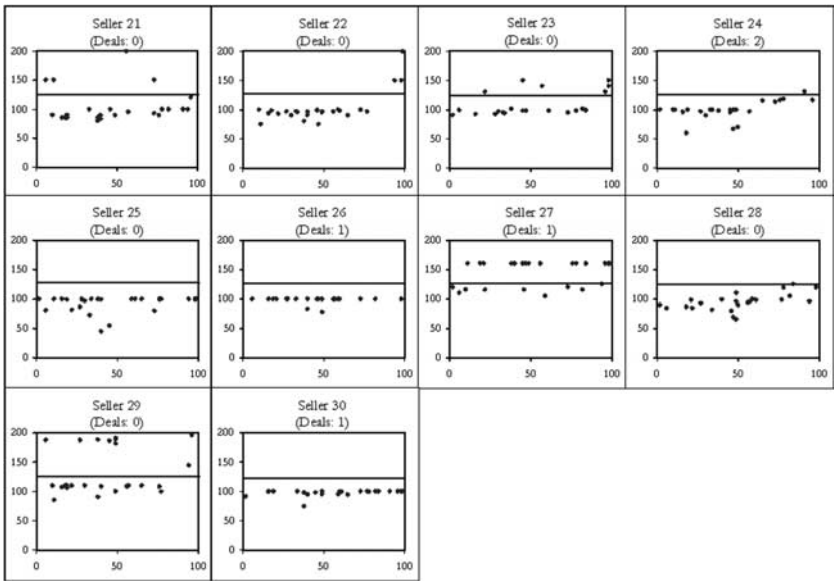 Seller 21
(Deals: 0)
200
150
100
50
0
0 50 100
Seller 22
(Deals: 0)
200
150
100
50
0
0 50 100
Seller 23
(Deals: 0)
200
150
100
50
0
0 50 100
Seller 24
(Deals: 2)
200
150
100
50
0
0 50 100
Seller 25
(Deals: 0)
200
150
100
50
0
0 50 100
Seller 26
(Deals: 1)
200
150
100
50
0
0 50 100
Seller 27
(Deals: 1)
200
150
100
50
0
0 50 100
Seller 28
(Deals: 0)
200
150
100
50
0
0 50 100
Seller 29
(Deals: 0)
200
150
100
50
0
0 50 100
Seller 30
(Deals: 1)
200
150
100
50
0
0 50 100